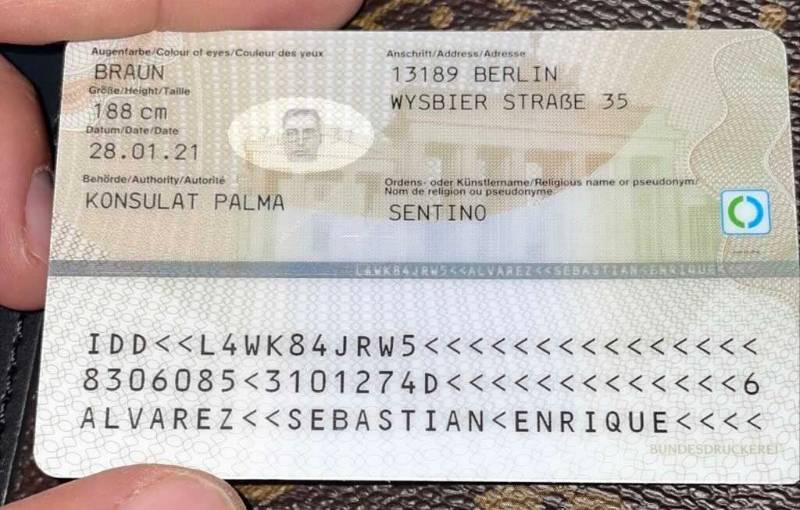 Augenfarbe/Colour of eyes/Couleur des yeux
BRAUN
Größe/Height/Taille
188 cm
Datum/Date/Date
28.01.21
Behörde/Authority/Autorité
KONSULAT PALMA
Anschrift/Address/Adresse
13189 BERLIN
WYSBIER STRAßE 35
Ordens- oder Künstlername/Religious name or pseudonym/
Nom de religion ou pseudonyme
SENTINO
L4WK84JRW5<<ALVAREZ<<SEBASTIAN<ENRIQUE
IDD<<L4WK84JRW5<<<<<<<<<<<<<<<
8306085<3101274D<<<<<<<<<<<<<6
ALVAREZ<<SEBASTIAN<ENRIQUE<<<<
BUNDESDRUCKEREI